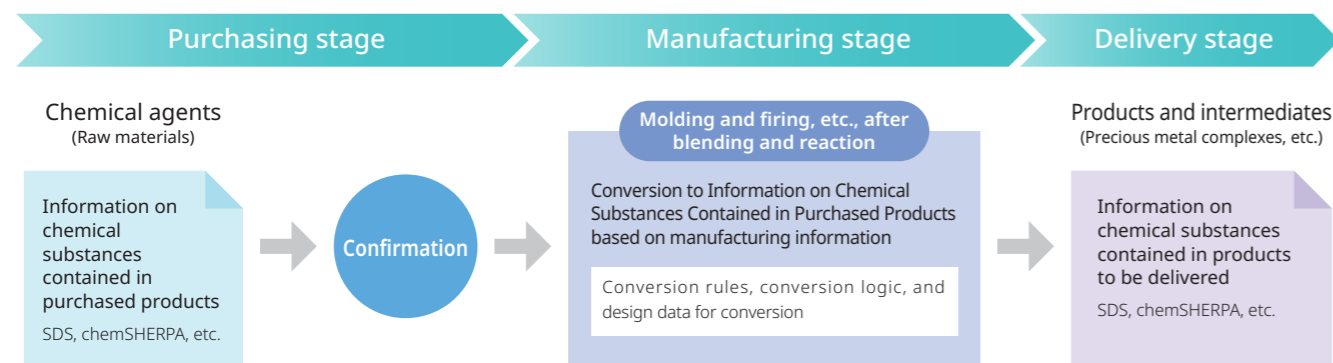 Purchasing stage
Manufacturing stage
Delivery stage
Chemical agents
(Raw materials)
Information on
chemical
substances
contained in
purchased products
SDS, chemSHERPA, etc.
Confirmation
Molding and firing, etc., after
blending and reaction
Conversion to Information on Chemical
Substances Contained in Purchased Products
based on manufacturing information
Conversion rules, conversion logic, and
design data for conversion
Products and intermediates
(Precious metal complexes, etc.)
Information on
chemical substances
contained in products
to be delivered
SDS, chemSHERPA, etc.